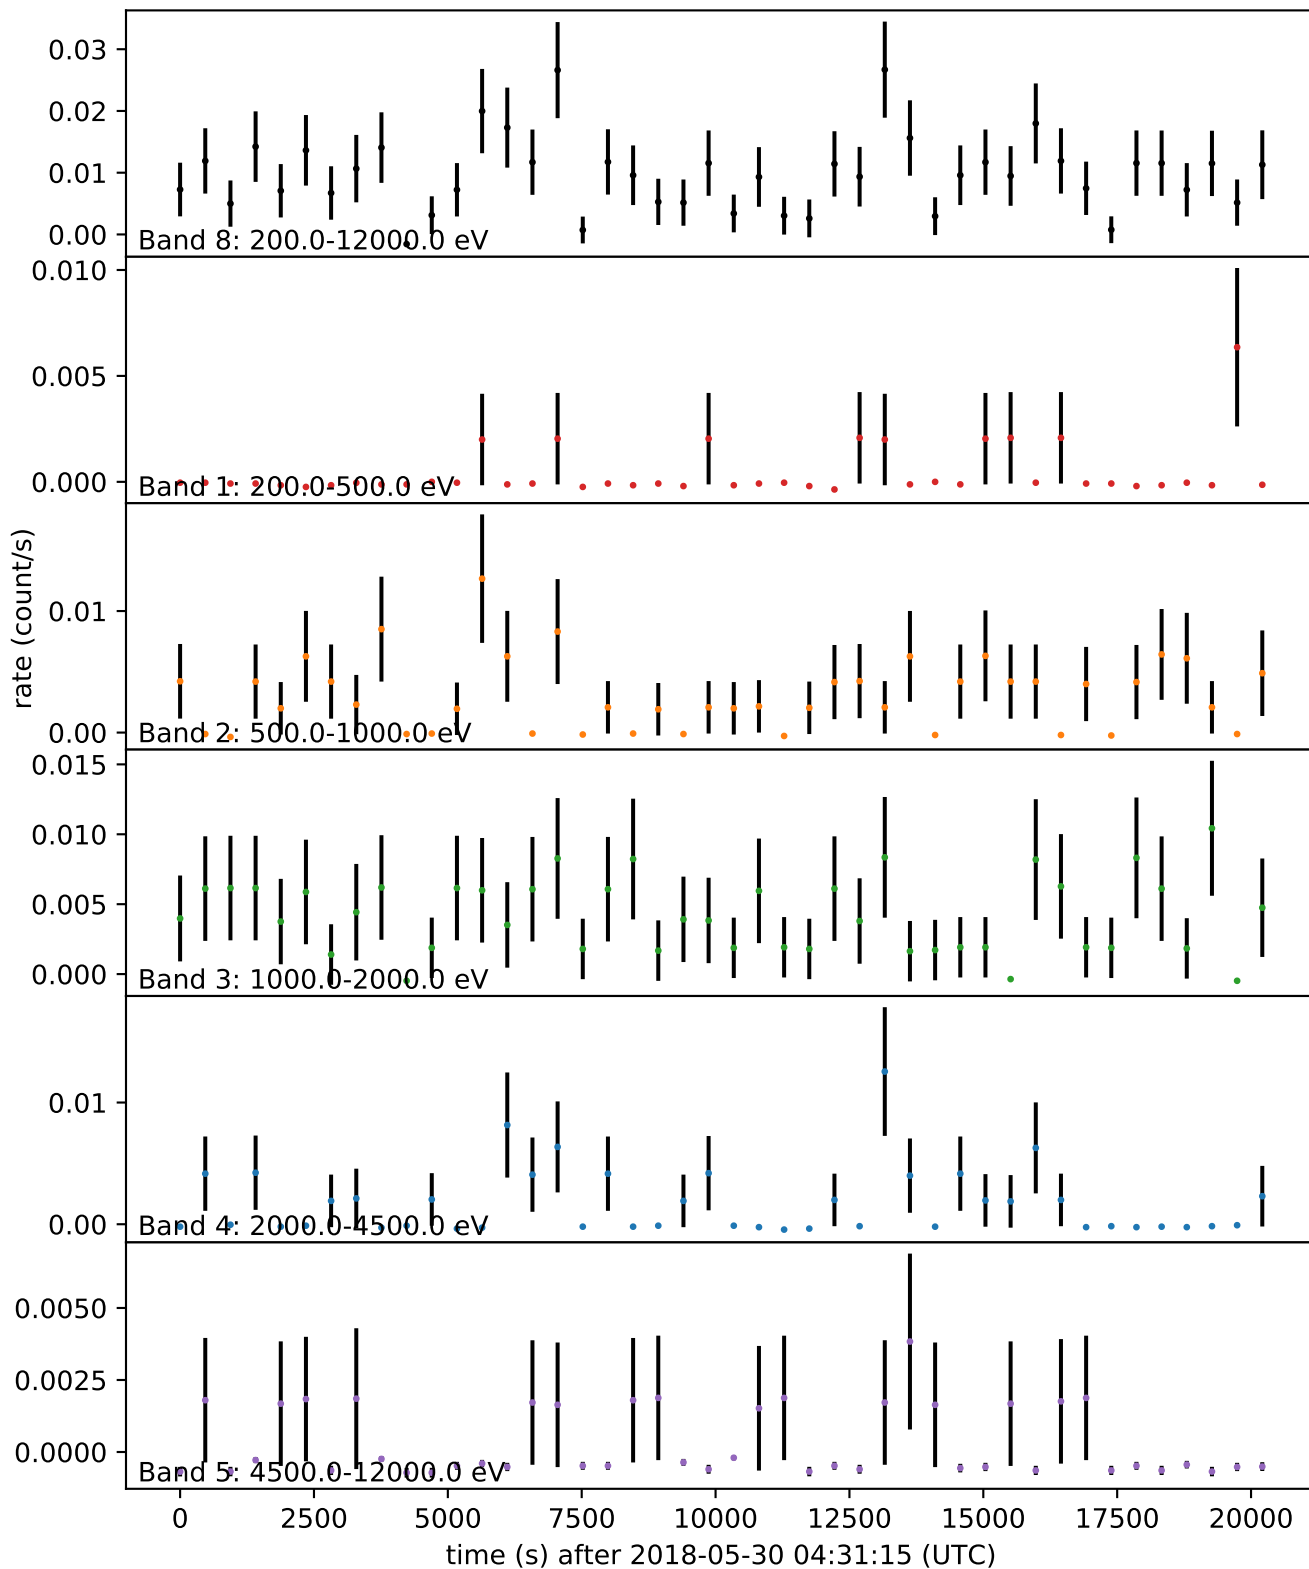 0.03
0.02
0.01
0.00
Band 8: 200.0-12000.0 eV
0.010
0.005
0.000
Band 1: 200.0-500.0 eV
rate (count/s)
0.01
0.00
Band 2: 500.0-1000.0 eV
0.015
0.010
0.005
0.000
Band 3: 1000.0-2000.0 eV
0.01
0.00
Band 4: 2000.0-4500.0 eV
0.0050
0.0025
0.0000
Band 5: 4500.0-12000.0 eV
0 2500 5000 7500 10000 12500 15000 17500 20000
time (s) after 2018-05-30 04:31:15 (UTC)